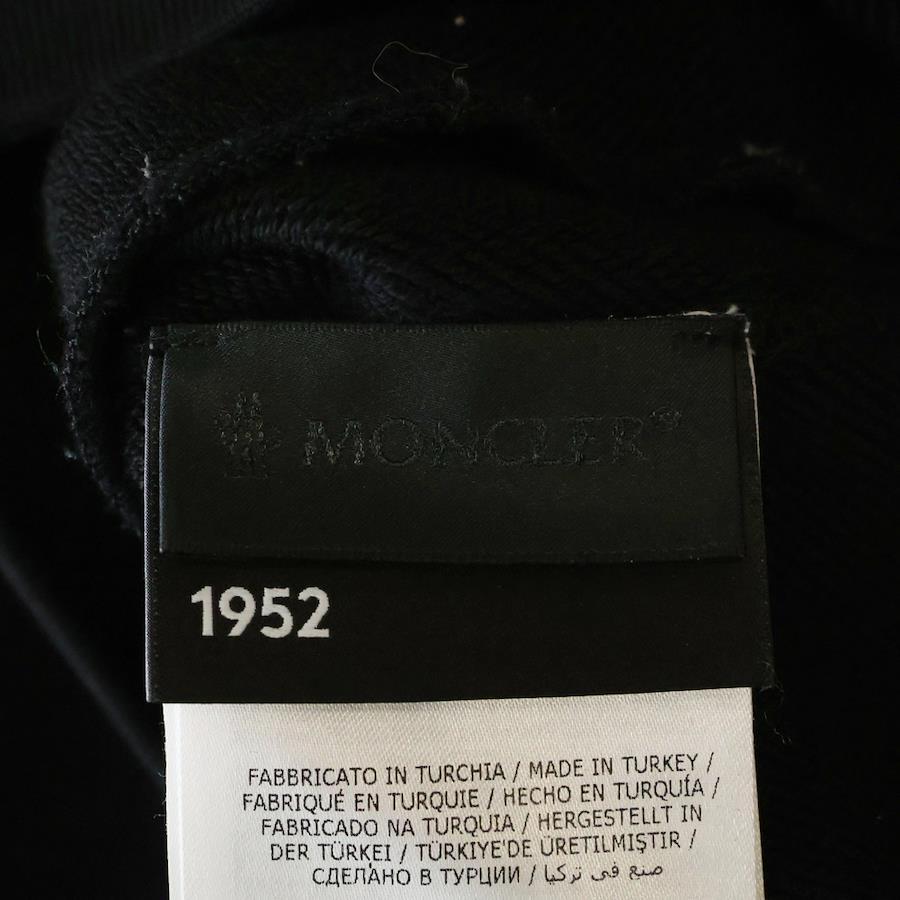 MONCLER®
1952
FABBRICATO IN TURCHIA / MADE IN TURKEY /
FABRIQUÉ EN TURQUIE / HECHO EN TURQUÍA /
FABRICADO NA TURQUIA / HERGESTELLT IN
DER TÜRKEI / TÜRKIYE'DE ÜRETILMIŞTIR /
СДЕЛАНО В ТУРЦИИ / صنع في تركيا